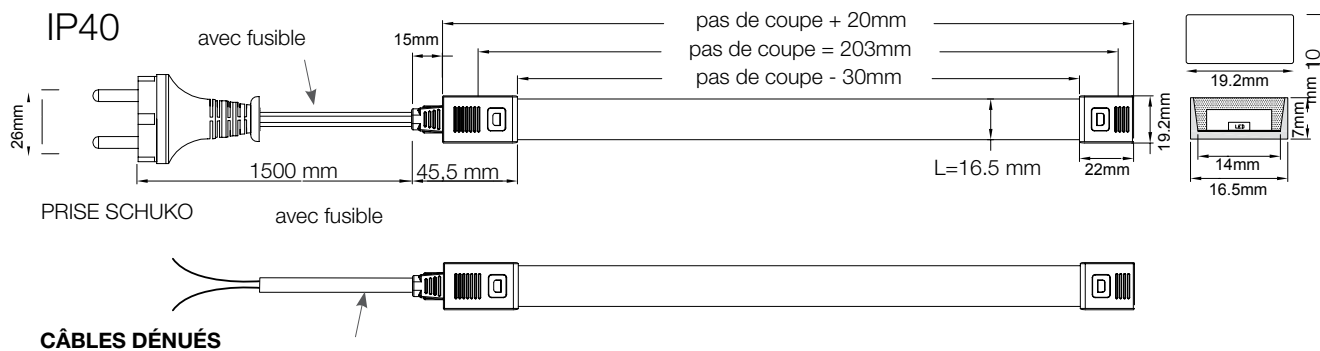 IP40
avec fusible
15mm
pas de coupe + 20mm
pas de coupe = 203mm
pas de coupe - 30mm
26mm
1500 mm
45.5 mm
L=16.5 mm
22mm
19.2mm
19.2mm
10 mm
LED
7mm
14mm
16.5mm
PRISE SCHUKO
avec fusible
CÂBLES DÉNUÉS